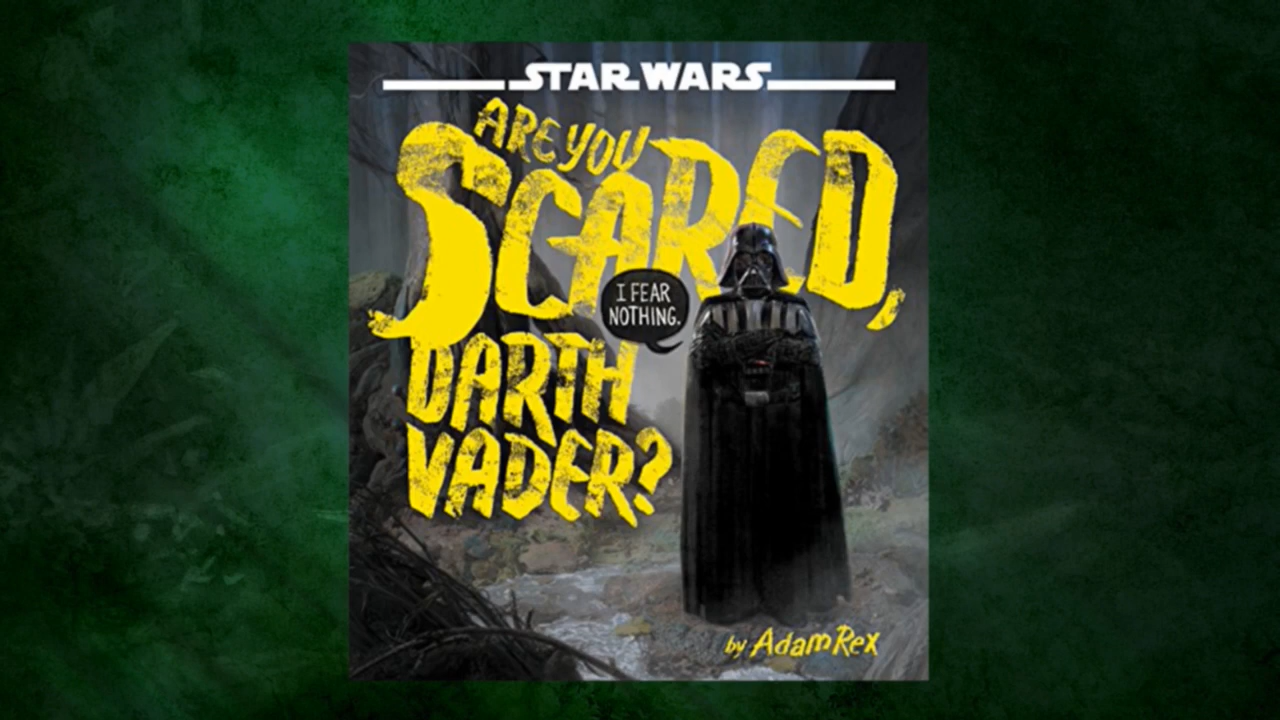 STAR WARS
ARE YOU
SCARED,
I FEAR
NOTHING.
DARTH
VADER?
by Adam Rex